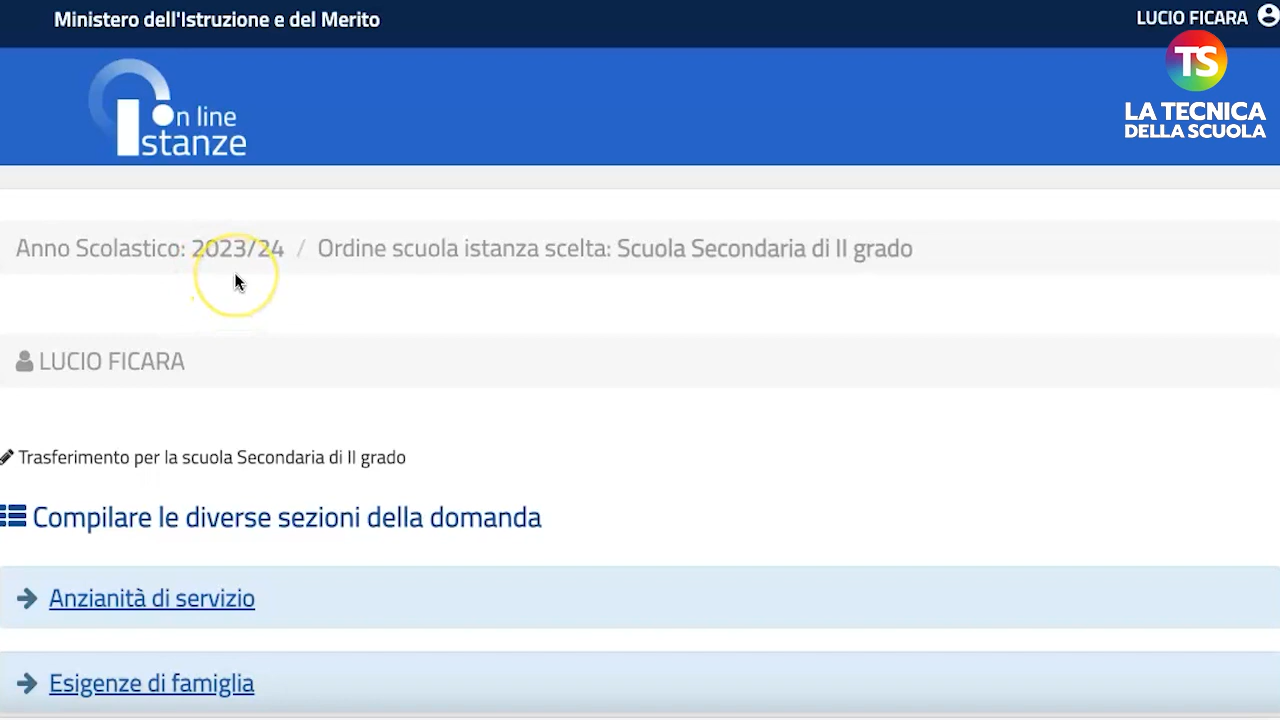 Ministero dell'Istruzione e del Merito
LUCIO FICARA
TS
LA TECNICA
DELLA SCUOLA
On line
Istanze
Anno Scolastico: 2023/24 / Ordine scuola istanza scelta: Scuola Secondaria di II grado
LUCIO FICARA
Trasferimento per la scuola Secondaria di II grado
Compilare le diverse sezioni della domanda
Anzianità di servizio
Esigenze di famiglia